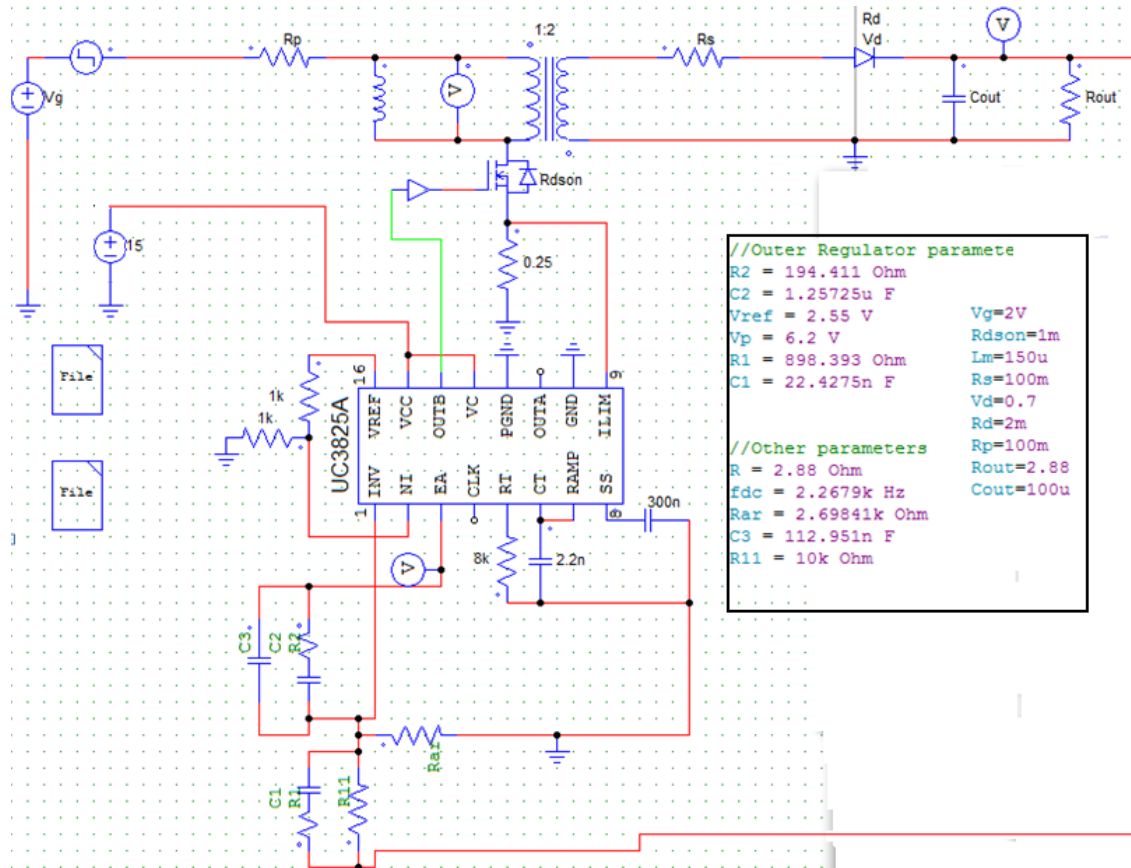 1:2
Rp
Rs
Rd
Vd
V
Vg
V
Cout
Rout
Rdson
15
0.25
File
File
1k
1k
16
9
VREF
VCC
OUTB
VC
PGND
OUTA
GND
ILIM
UC3825A
INV
NI
EA
CLK
RT
CT
RAMP
SS
1
8
300n
8k
2.2n
V
C3
C2
R2
Rar
C1
R1
R11
//Outer Regulator paramete
R2 = 194.411 Ohm
C2 = 1.25725u F
Vref = 2.55 V
Vp = 6.2 V
R1 = 898.393 Ohm
C1 = 22.4275n F
//Other parameters
R = 2.88 Ohm
fdc = 2.2679k Hz
Rar = 2.69841k Ohm
C3 = 112.951n F
R11 = 10k Ohm
Vg=2V
Rdson=1m
Lm=150u
Rs=100m
Vd=0.7
Rd=2m
Rp=100m
Rout=2.88
Cout=100u